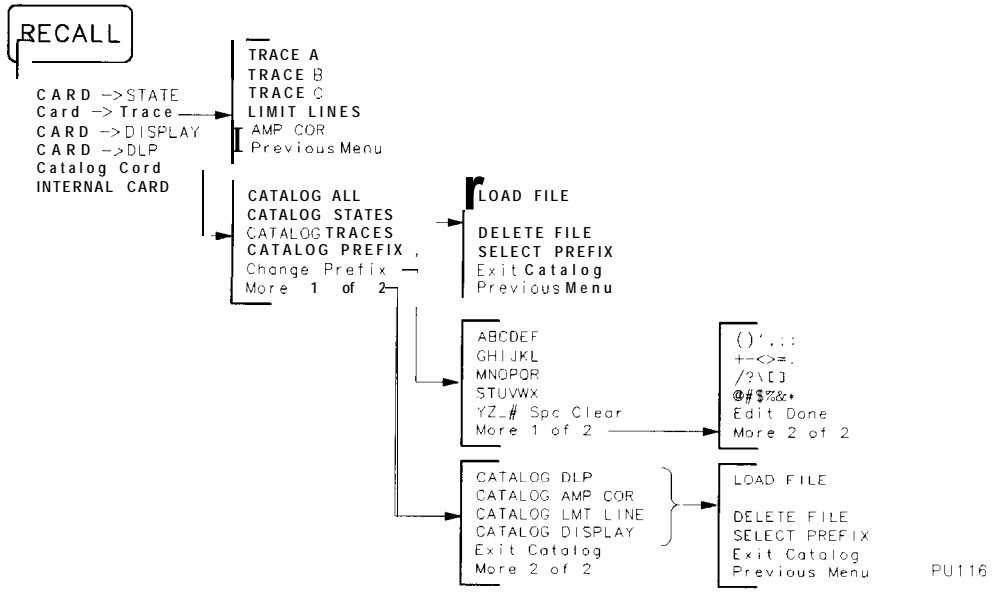 RECALL
CARD ->STATE
Card -> Trace
CARD ->DISPLAY
CARD ->DLP
Catalog Cord
INTERNAL CARD
TRACE A
TRACE B
TRACE C
LIMIT LINES
AMP COR
Previous Menu
CATALOG ALL
CATALOG STATES
CATALOG TRACES
CATALOG PREFIX
Change Prefix
More 1 of 2
LOAD FILE
DELETE FILE
SELECT PREFIX
Exit Catalog
Previous Menu
ABCDEF
GHIJKL
MNOPQR
STUVWX
YZ_# Spc Clear
More 1 of 2
()',;:
+-<>=.
/?\[]
@#$%&*
Edit Done
More 2 of 2
CATALOG DLP
CATALOG AMP COR
CATALOG LMT LINE
CATALOG DISPLAY
Exit Catalog
More 2 of 2
LOAD FILE
DELETE FILE
SELECT PREFIX
Exit Catalog
Previous Menu
PU116